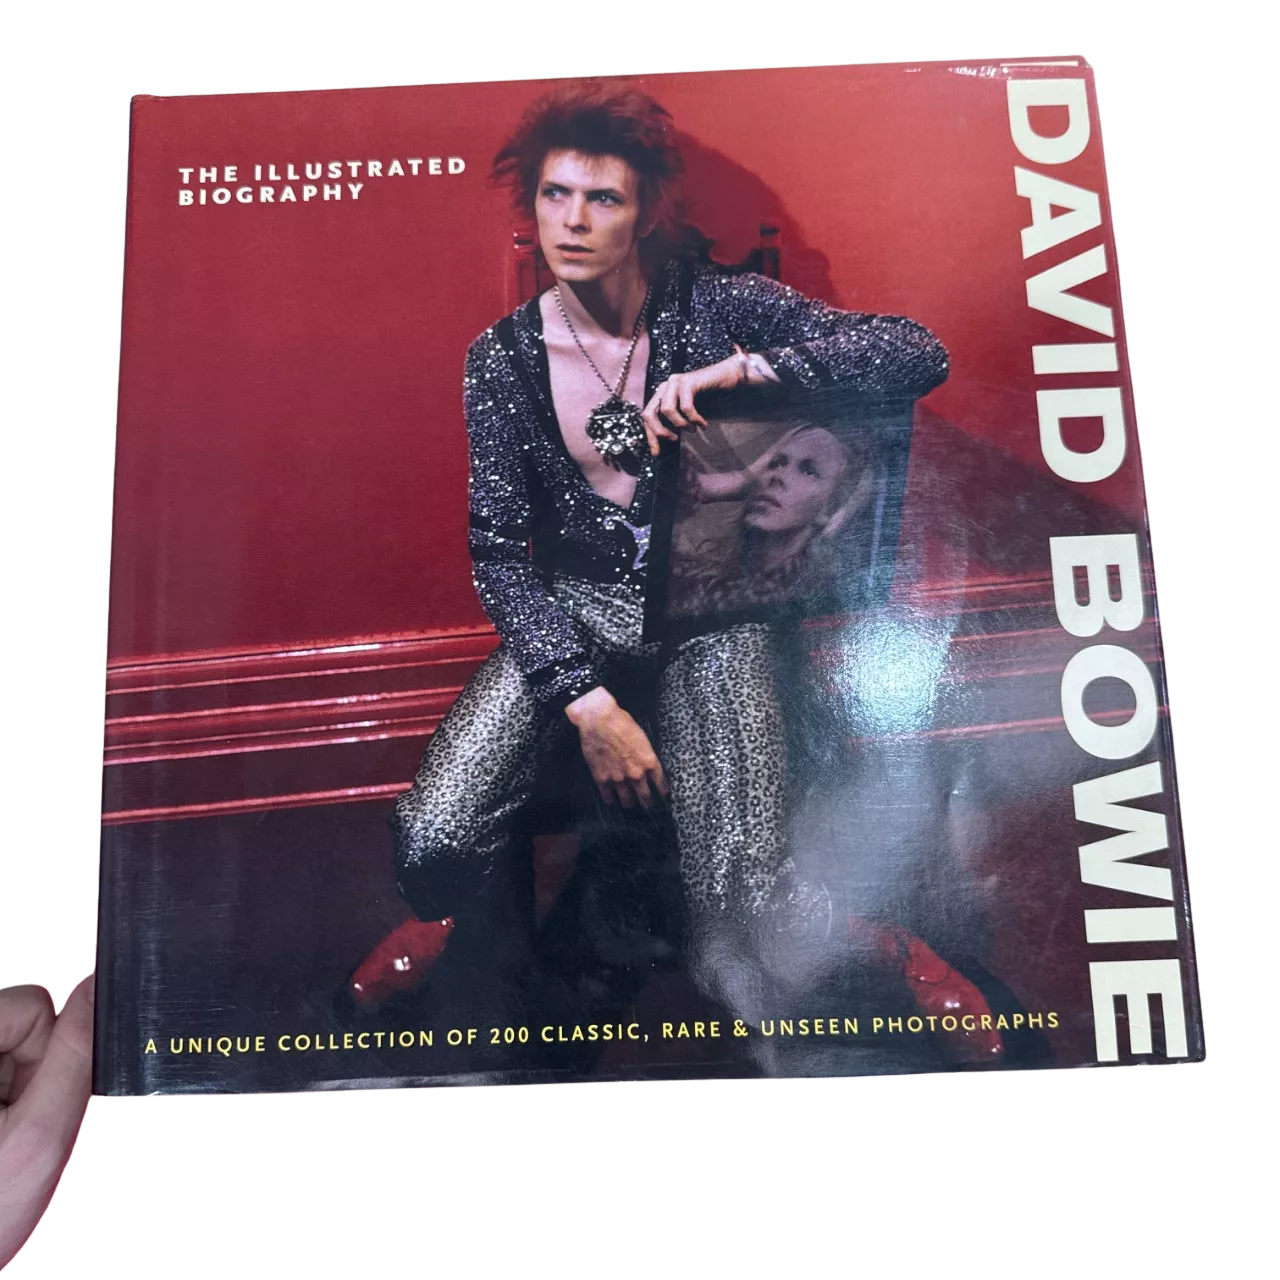 THE ILLUSTRATED
BIOGRAPHY
DAVID BOWIE
A UNIQUE COLLECTION OF 200 CLASSIC, RARE & UNSEEN PHOTOGRAPHS